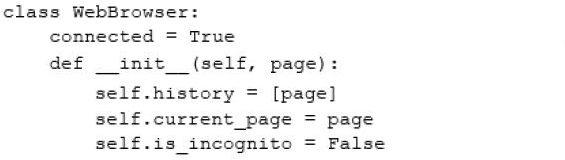 class WebBrowser:
    connected = True
    def __init__(self, page):
        self.history = [page]
        self.current_page = page
        self.is_incognito = False